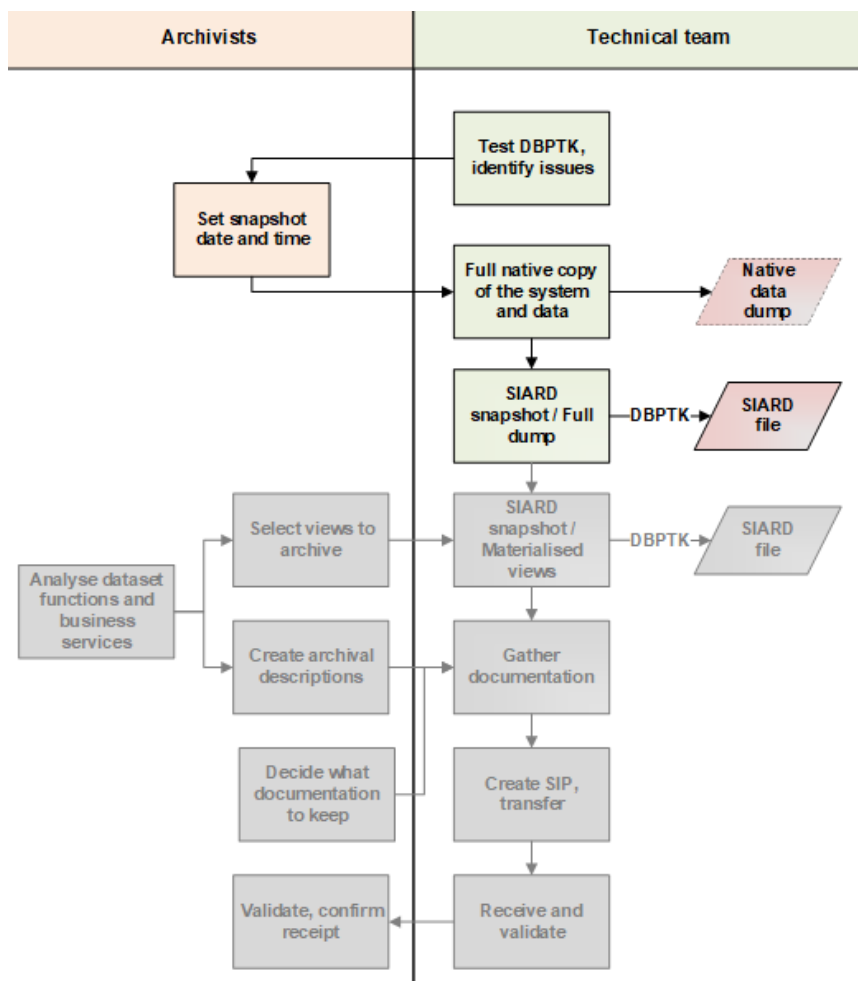 Archivists
Technical team
Test DBPTK,
identify issues
Set snapshot
date and time
Full native copy
of the system
and data
Native
data
dump
SIARD
snapshot / Full
dump
DBPTK
SIARD
file
Select views to
archive
SIARD
snapshot /
Materialised
views
DBPTK
SIARD
file
Analyse dataset
functions and
business
services
Create archival
descriptions
Gather
documentation
Decide what
documentation
to keep
Create SIP,
transfer
Validate, confirm
receipt
Receive and
validate